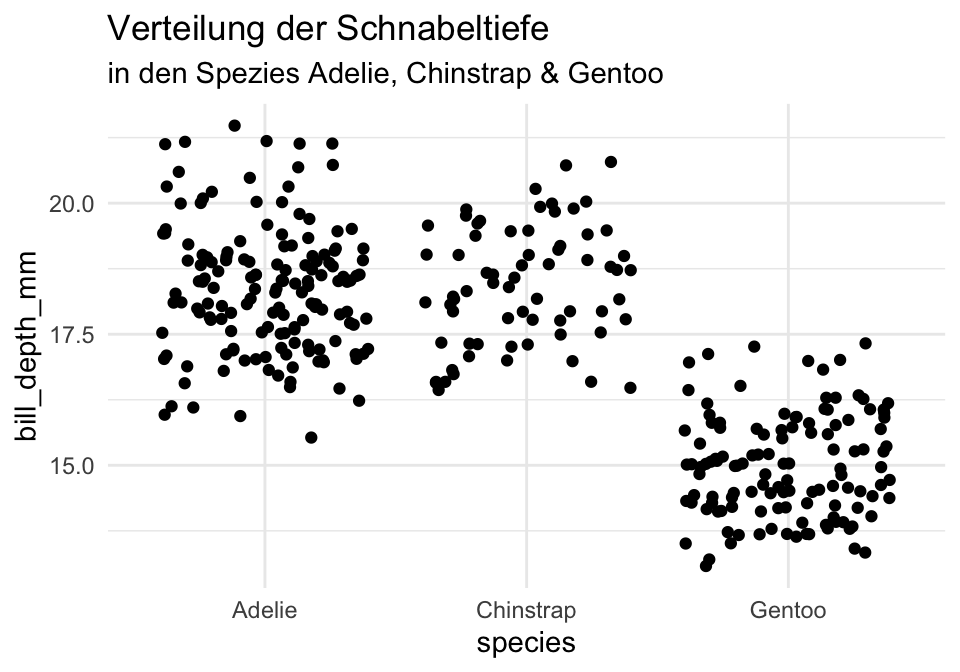 Verteilung der Schnabeltiefe
in den Spezies Adelie, Chinstrap & Gentoo
bill_depth_mm
20.0
17.5
15.0
Adelie
Chinstrap
Gentoo
species